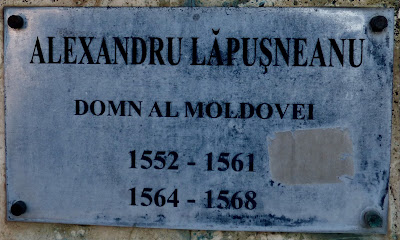 ALEXANDRU LĂPUŞNEANU
DOMN AL MOLDOVEI
1552 - 1561
1564 - 1568